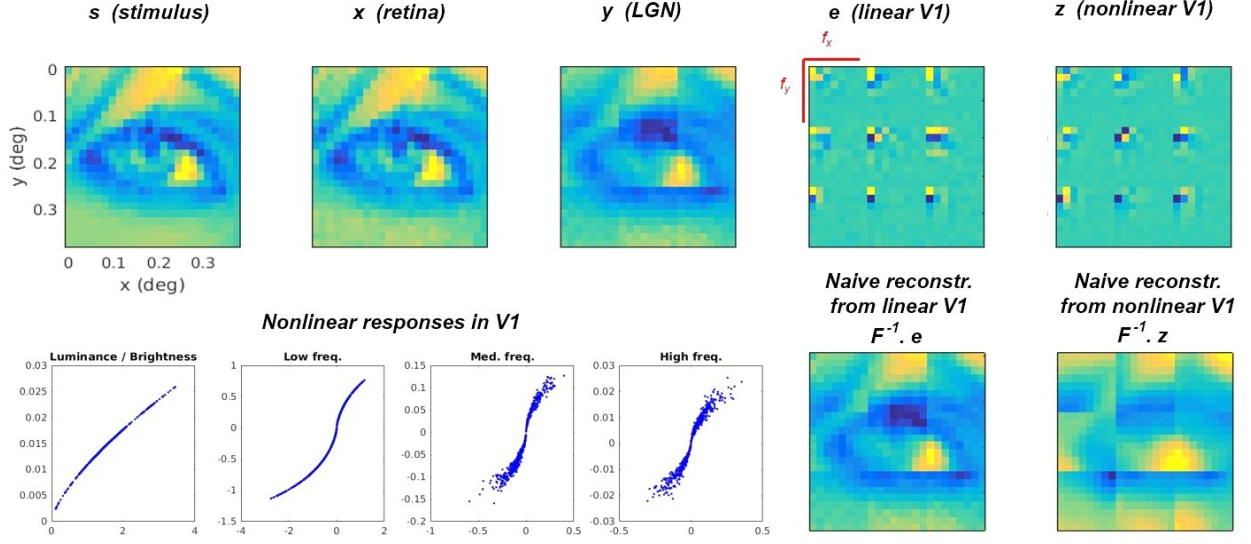 s (stimulus)
x (retina)
y (LGN)
e (linear V1)
z (nonlinear V1)
f_x
f_y
0
0.1
0.2
0.3
y (deg)
0 0.1 0.2 0.3
x (deg)
Nonlinear responses in V1
Naive reconstr.
from linear V1
F^-1. e
Naive reconstr.
from nonlinear V1
F^-1. z
Luminance / Brightness
0.03
0.025
0.02
0.015
0.01
0.005
0
0 2 4
Low freq.
1
0.5
0
-0.5
-1
-1.5
-4 -2 0 2
Med. freq.
0.15
0.1
0.05
0
-0.05
-0.1
-0.15
-0.2
-1 -0.5 0 0.5
High freq.
0.03
0.02
0.01
0
-0.01
-0.02
-0.03
-0.5 0 0.5